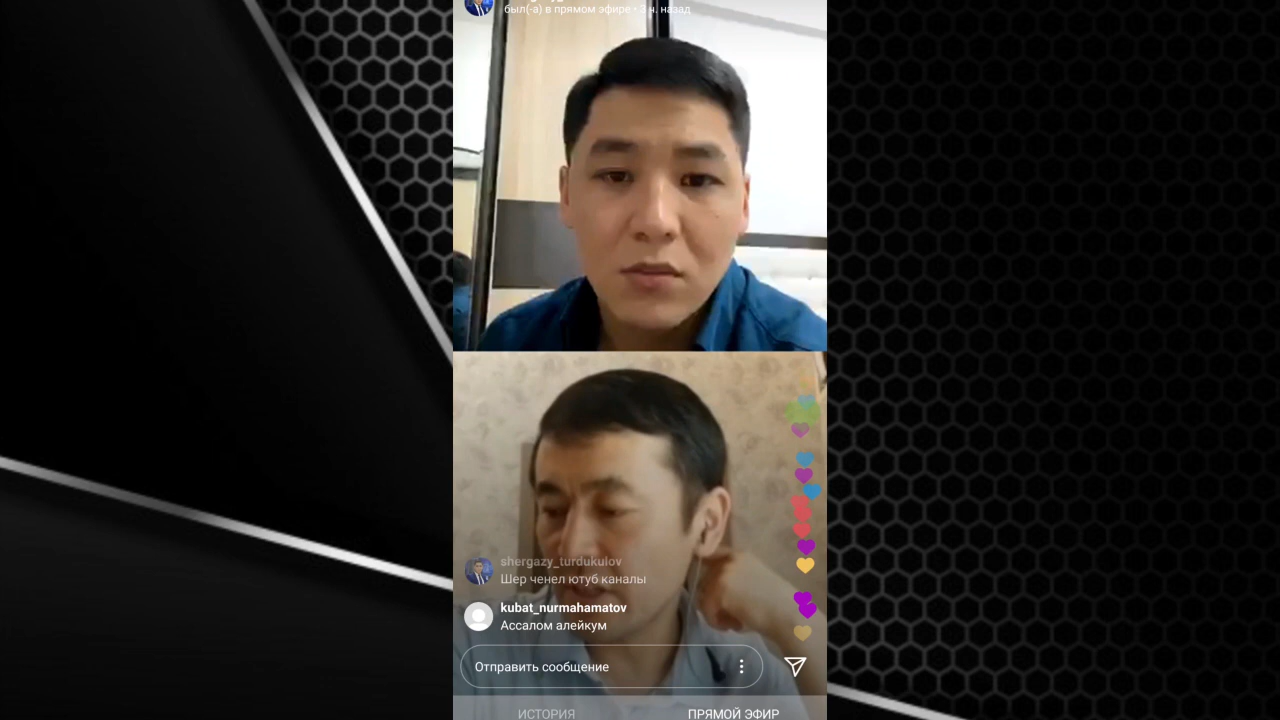 был(-а) в прямом эфире • 3 ч. назад
shergazy_turdukulov
Шер ченел ютуб каналы
kubat_nurmahamatov
Ассалом алейкум
Отправить сообщение
ИСТОРИЯ
ПРЯМОЙ ЭФИР